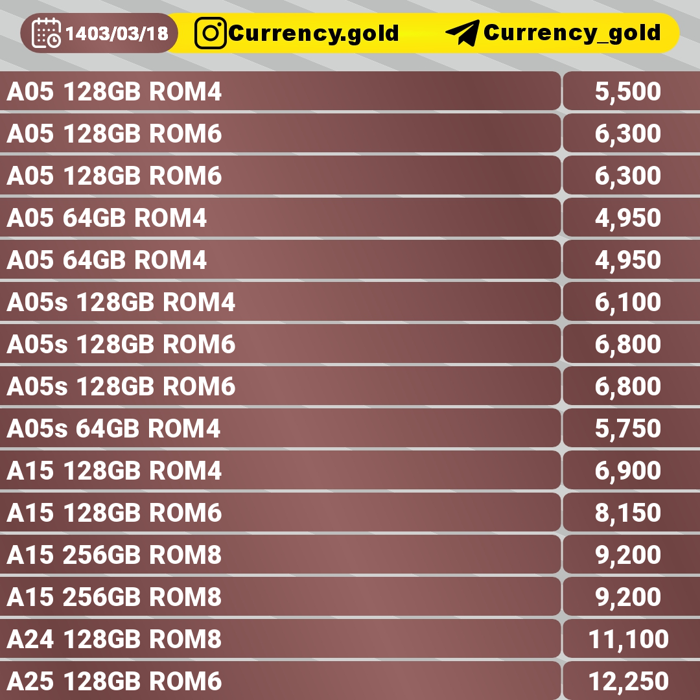 1403/03/18 Currency.gold Currency_gold
A05 128GB ROM4 5,500
A05 128GB ROM6 6,300
A05 128GB ROM6 6,300
A05 64GB ROM4 4,950
A05 64GB ROM4 4,950
A05s 128GB ROM4 6,100
A05s 128GB ROM6 6,800
A05s 128GB ROM6 6,800
A05s 64GB ROM4 5,750
A15 128GB ROM4 6,900
A15 128GB ROM6 8,150
A15 256GB ROM8 9,200
A15 256GB ROM8 9,200
A24 128GB ROM8 11,100
A25 128GB ROM6 12,250